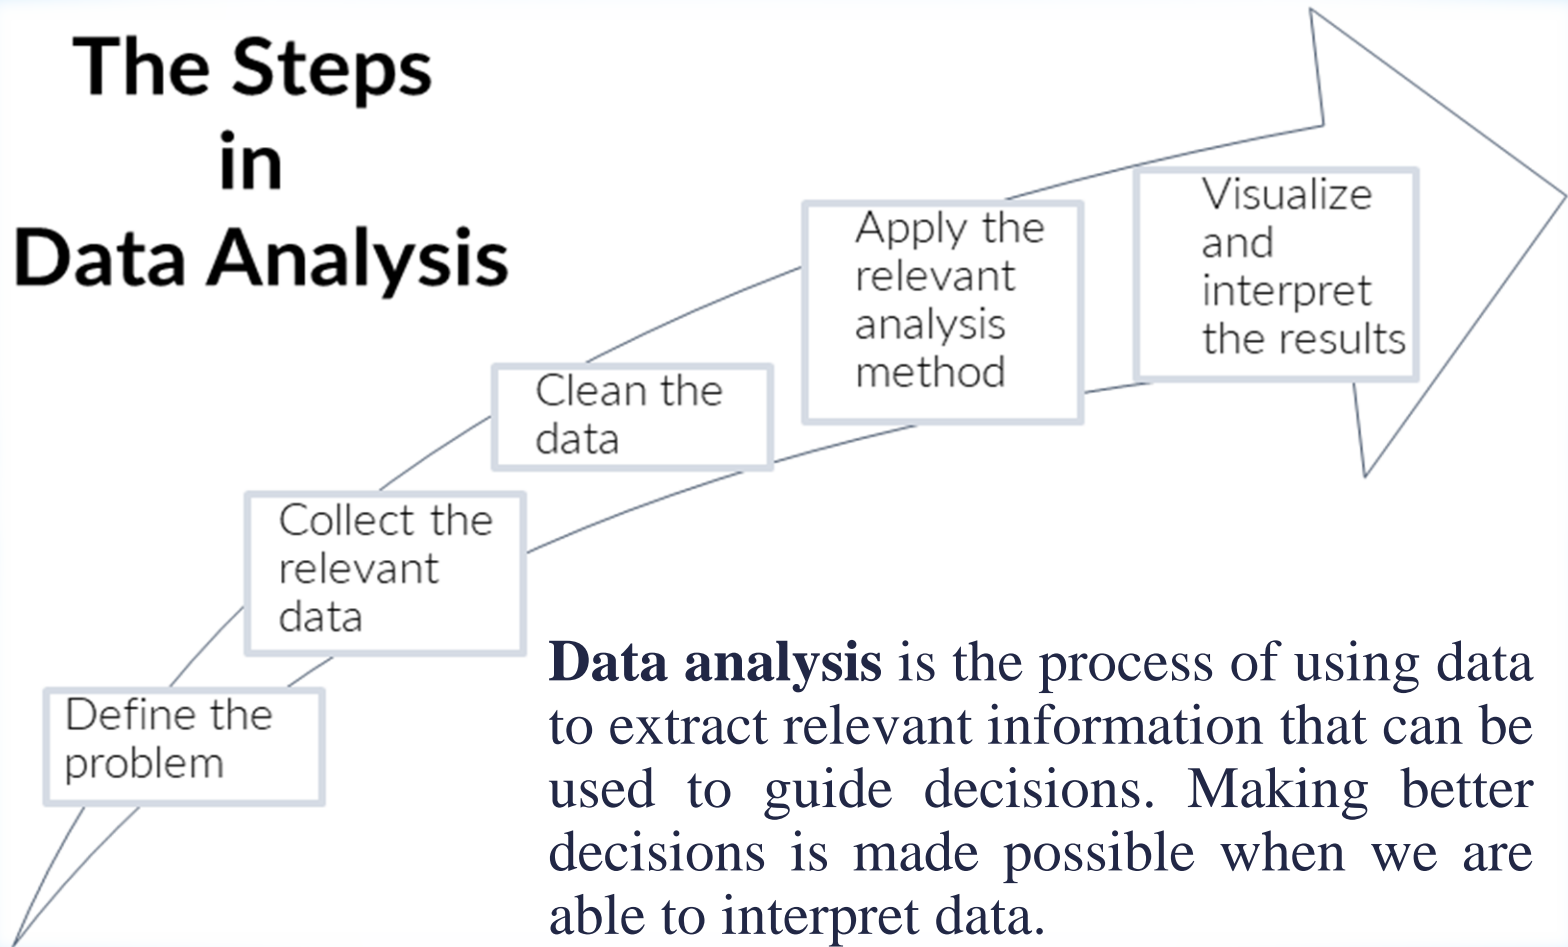 The Steps
in
Data Analysis
Define the
problem
Collect the
relevant
data
Clean the
data
Apply the
relevant
analysis
method
Visualize
and
interpret
the results
Data analysis is the process of using data
to extract relevant information that can be
used to guide decisions. Making better
decisions is made possible when we are
able to interpret data.